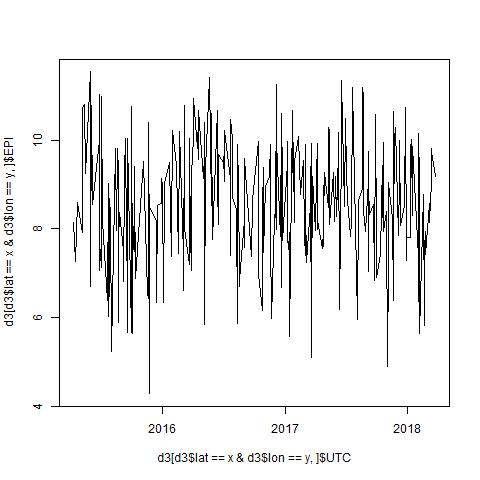 10
8
6
4
d3[d3$lat == x & d3$lon == y, ]$EPI
2016 2017 2018
d3[d3$lat == x & d3$lon == y, ]$UTC